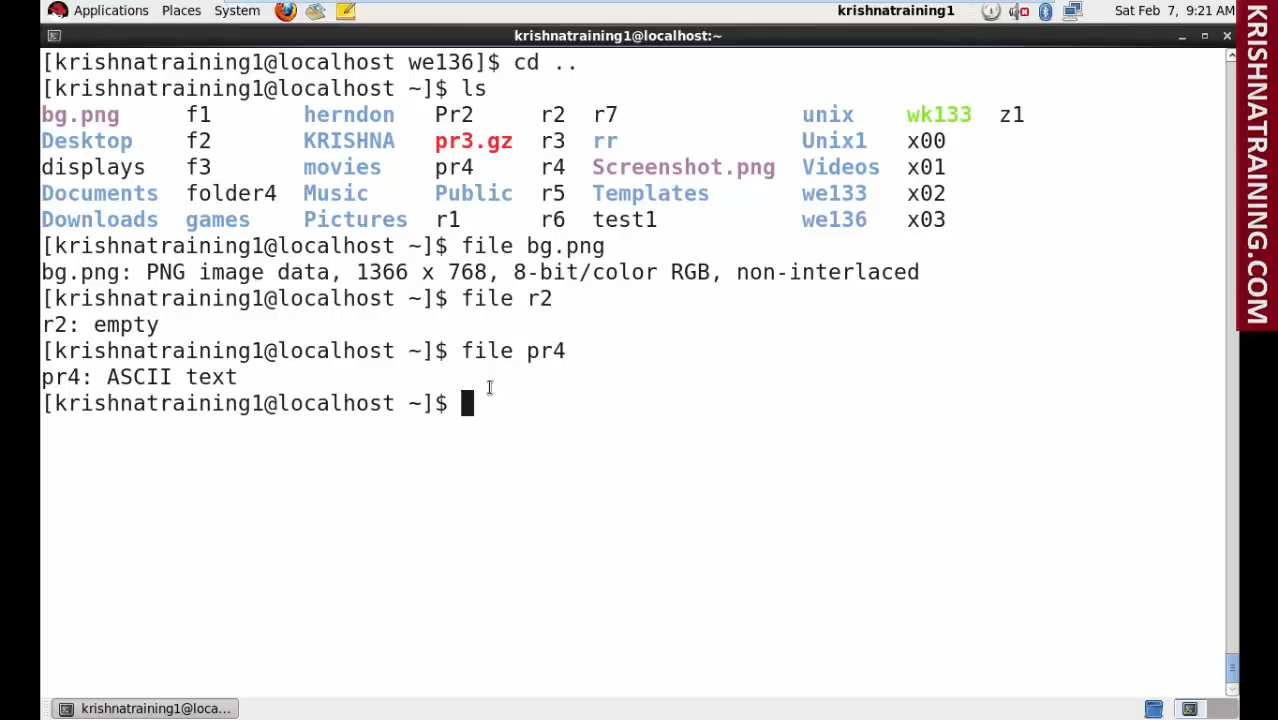 Applications Places System krishnatraining1 Sat Feb 7, 9:21 AM
krishnatraining1@localhost:~
[krishnatraining1@localhost we136]$ cd ..
[krishnatraining1@localhost ~]$ ls
bg.png f1 herndon Pr2 r2 r7 unix wk133 z1
Desktop f2 KRISHNA pr3.gz r3 rr Unix1 x00
displays f3 movies pr4 r4 Screenshot.png Videos x01
Documents folder4 Music Public r5 Templates we133 x02
Downloads games Pictures r1 r6 test1 we136 x03
[krishnatraining1@localhost ~]$ file bg.png
bg.png: PNG image data, 1366 x 768, 8-bit/color RGB, non-interlaced
[krishnatraining1@localhost ~]$ file r2
r2: empty
[krishnatraining1@localhost ~]$ file pr4
pr4: ASCII text
[krishnatraining1@localhost ~]$
krishnatraining1@loca...
KRISHNATRAINING.COM